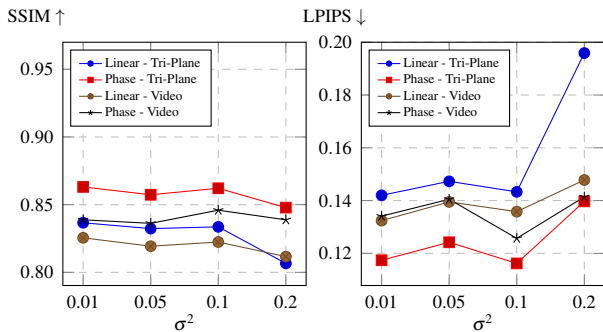 SSIM ↑
0.95
0.90
0.85
0.80
Linear - Tri-Plane
Phase - Tri-Plane
Linear - Video
Phase - Video
0.01 0.05 0.1 0.2
σ²
LPIPS ↓
0.20
0.18
0.16
0.14
0.12
Linear - Tri-Plane
Phase - Tri-Plane
Linear - Video
Phase - Video
0.01 0.05 0.1 0.2
σ²